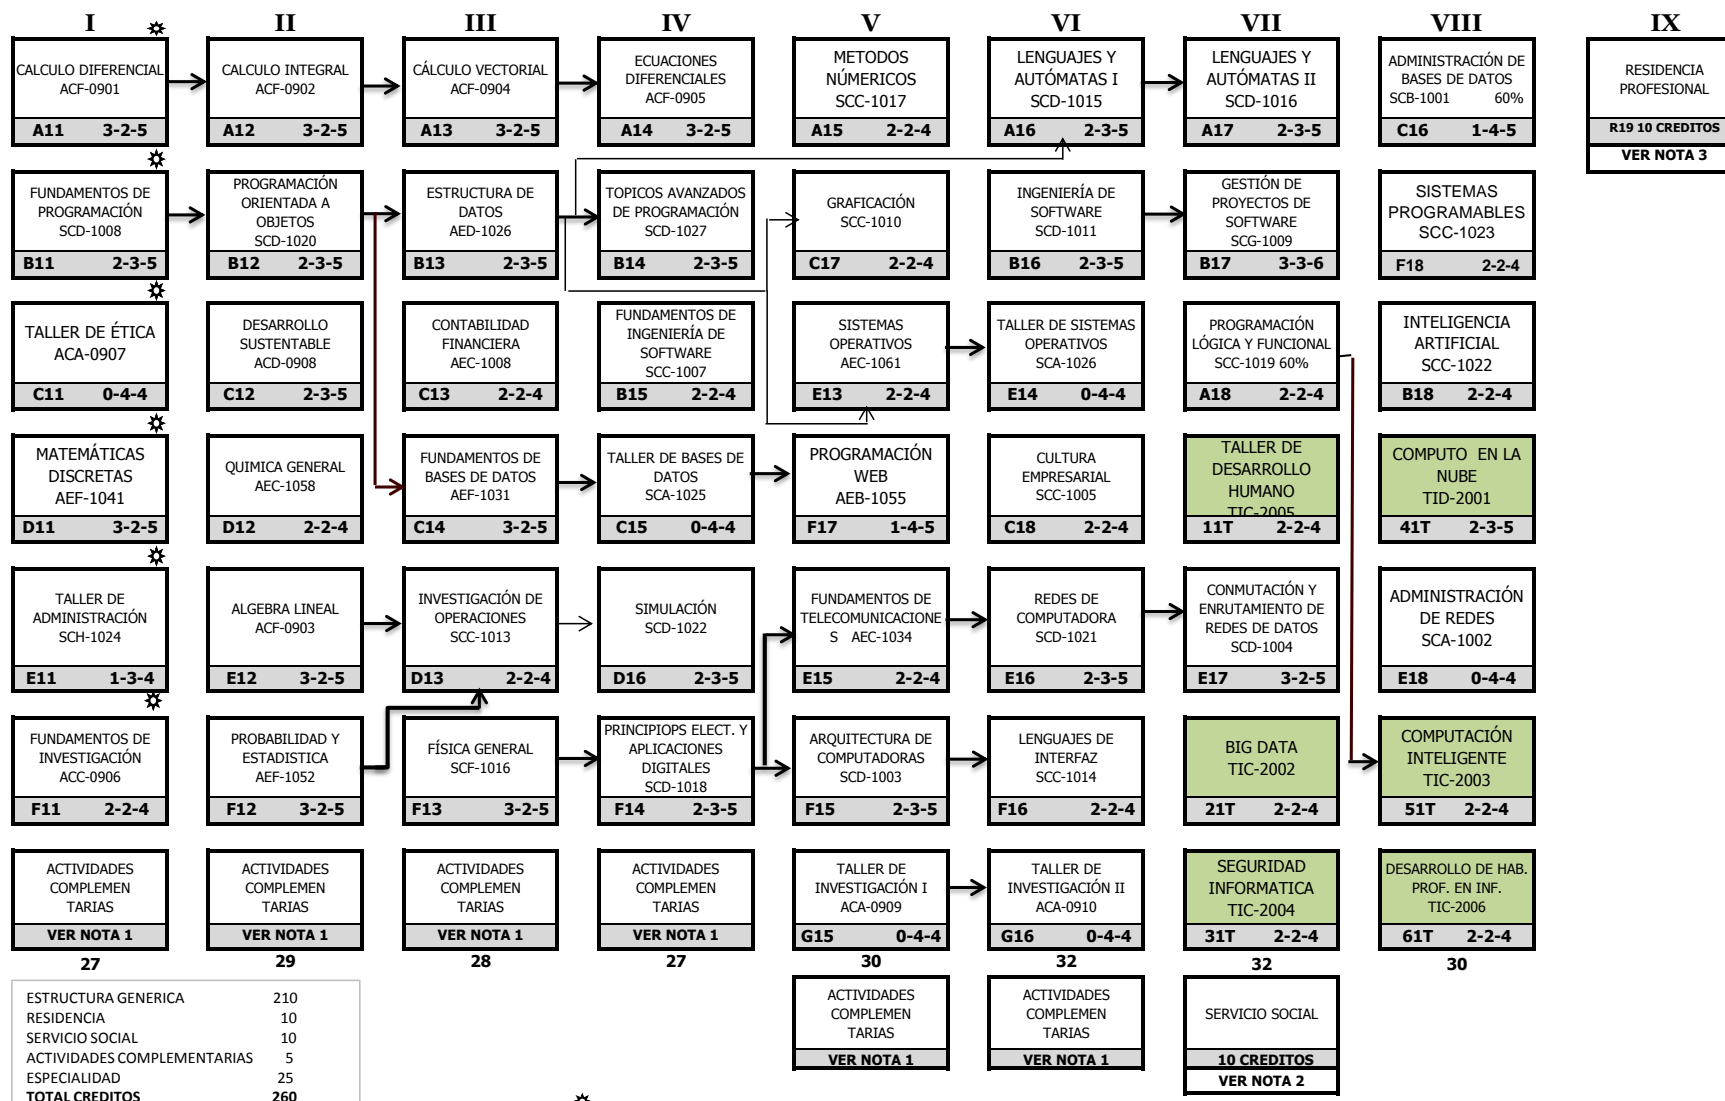 I II III IV V VI VII VIII IX
CALCULO DIFERENCIAL
ACF-0901
A11 3-2-5
CALCULO INTEGRAL
ACF-0902
A12 3-2-5
CÁLCULO VECTORIAL
ACF-0904
A13 3-2-5
ECUACIONES
DIFERENCIALES
ACF-0905
A14 3-2-5
METODOS
NÚMERICOS
SCC-1017
A15 2-2-4
LENGUAJES Y
AUTÓMATAS I
SCD-1015
A16 2-3-5
LENGUAJES Y
AUTÓMATAS II
SCD-1016
A17 2-3-5
ADMINISTRACIÓN DE
BASES DE DATOS
SCB-1001 60%
C16 1-4-5
RESIDENCIA
PROFESIONAL
R19 10 CREDITOS
VER NOTA 3
FUNDAMENTOS DE
PROGRAMACIÓN
SCD-1008
B11 2-3-5
PROGRAMACIÓN
ORIENTADA A
OBJETOS
SCD-1020
B12 2-3-5
ESTRUCTURA DE
DATOS
AED-1026
B13 2-3-5
TOPICOS AVANZADOS
DE PROGRAMACIÓN
SCD-1027
B14 2-3-5
GRAFICACIÓN
SCC-1010
C17 2-2-4
INGENIERÍA DE
SOFTWARE
SCD-1011
B16 2-3-5
GESTIÓN DE
PROYECTOS DE
SOFTWARE
SCG-1009
B17 3-3-6
SISTEMAS
PROGRAMABLES
SCC-1023
F18 2-2-4
TALLER DE ÉTICA
ACA-0907
C11 0-4-4
DESARROLLO
SUSTENTABLE
ACD-0908
C12 2-3-5
CONTABILIDAD
FINANCIERA
AEC-1008
C13 2-2-4
FUNDAMENTOS DE
INGENIERÍA DE
SOFTWARE
SCC-1007
B15 2-2-4
SISTEMAS
OPERATIVOS
AEC-1061
E13 2-2-4
TALLER DE SISTEMAS
OPERATIVOS
SCA-1026
E14 0-4-4
PROGRAMACIÓN
LÓGICA Y FUNCIONAL
SCC-1019 60%
A18 2-2-4
INTELIGENCIA
ARTIFICIAL
SCC-1022
B18 2-2-4
MATEMÁTICAS
DISCRETAS
AEF-1041
D11 3-2-5
QUIMICA GENERAL
AEC-1058
D12 2-2-4
FUNDAMENTOS DE
BASES DE DATOS
AEF-1031
C14 3-2-5
TALLER DE BASES DE
DATOS
SCA-1025
C15 0-4-4
PROGRAMACIÓN
WEB
AEB-1055
F17 1-4-5
CULTURA
EMPRESARIAL
SCC-1005
C18 2-2-4
TALLER DE
DESARROLLO
HUMANO
TIC-2005
11T 2-2-4
COMPUTO EN LA
NUBE
TID-2001
41T 2-3-5
TALLER DE
ADMINISTRACIÓN
SCH-1024
E11 1-3-4
ALGEBRA LINEAL
ACF-0903
E12 3-2-5
INVESTIGACIÓN DE
OPERACIONES
SCC-1013
D13 2-2-4
SIMULACIÓN
SCD-1022
D16 2-3-5
FUNDAMENTOS DE
TELECOMUNICACIONE
S AEC-1034
E15 2-2-4
REDES DE
COMPUTADORA
SCD-1021
E16 2-3-5
CONMUTACIÓN Y
ENRUTAMIENTO DE
REDES DE DATOS
SCD-1004
E17 3-2-5
ADMINISTRACIÓN
DE REDES
SCA-1002
E18 0-4-4
FUNDAMENTOS DE
INVESTIGACIÓN
ACC-0906
F11 2-2-4
PROBABILIDAD Y
ESTADISTICA
AEF-1052
F12 3-2-5
FÍSICA GENERAL
SCF-1016
F13 3-2-5
PRINCIPIOPS ELECT. Y
APLICACIONES
DIGITALES
SCD-1018
F14 2-3-5
ARQUITECTURA DE
COMPUTADORAS
SCD-1003
F15 2-3-5
LENGUAJES DE
INTERFAZ
SCC-1014
F16 2-2-4
BIG DATA
TIC-2002
21T 2-2-4
COMPUTACIÓN
INTELIGENTE
TIC-2003
51T 2-2-4
ACTIVIDADES
COMPLEMEN
TARIAS
VER NOTA 1
ACTIVIDADES
COMPLEMEN
TARIAS
VER NOTA 1
ACTIVIDADES
COMPLEMEN
TARIAS
VER NOTA 1
ACTIVIDADES
COMPLEMEN
TARIAS
VER NOTA 1
TALLER DE
INVESTIGACIÓN I
ACA-0909
G15 0-4-4
TALLER DE
INVESTIGACIÓN II
ACA-0910
G16 0-4-4
SEGURIDAD
INFORMATICA
TIC-2004
31T 2-2-4
DESARROLLO DE HAB.
PROF. EN INF.
TIC-2006
61T 2-2-4
27 29 28 27 30 32 32 30
ACTIVIDADES
COMPLEMEN
TARIAS
VER NOTA 1
ACTIVIDADES
COMPLEMEN
TARIAS
VER NOTA 1
SERVICIO SOCIAL
10 CREDITOS
VER NOTA 2
ESTRUCTURA GENERICA 210
RESIDENCIA 10
SERVICIO SOCIAL 10
ACTIVIDADES COMPLEMENTARIAS 5
ESPECIALIDAD 25
TOTAL CREDITOS 260